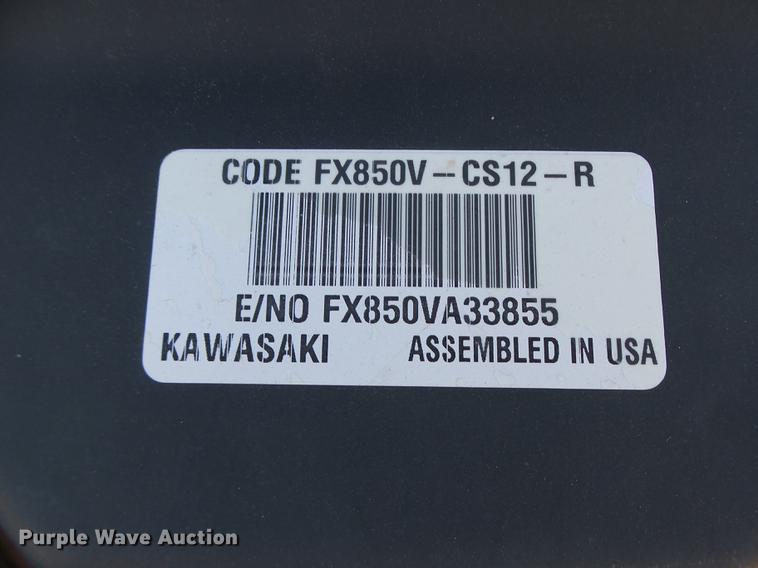 CODE FX850V-CS12-R
E/NO FX850VA33855
KAWASAKI ASSEMBLED IN USA
Purple Wave Auction